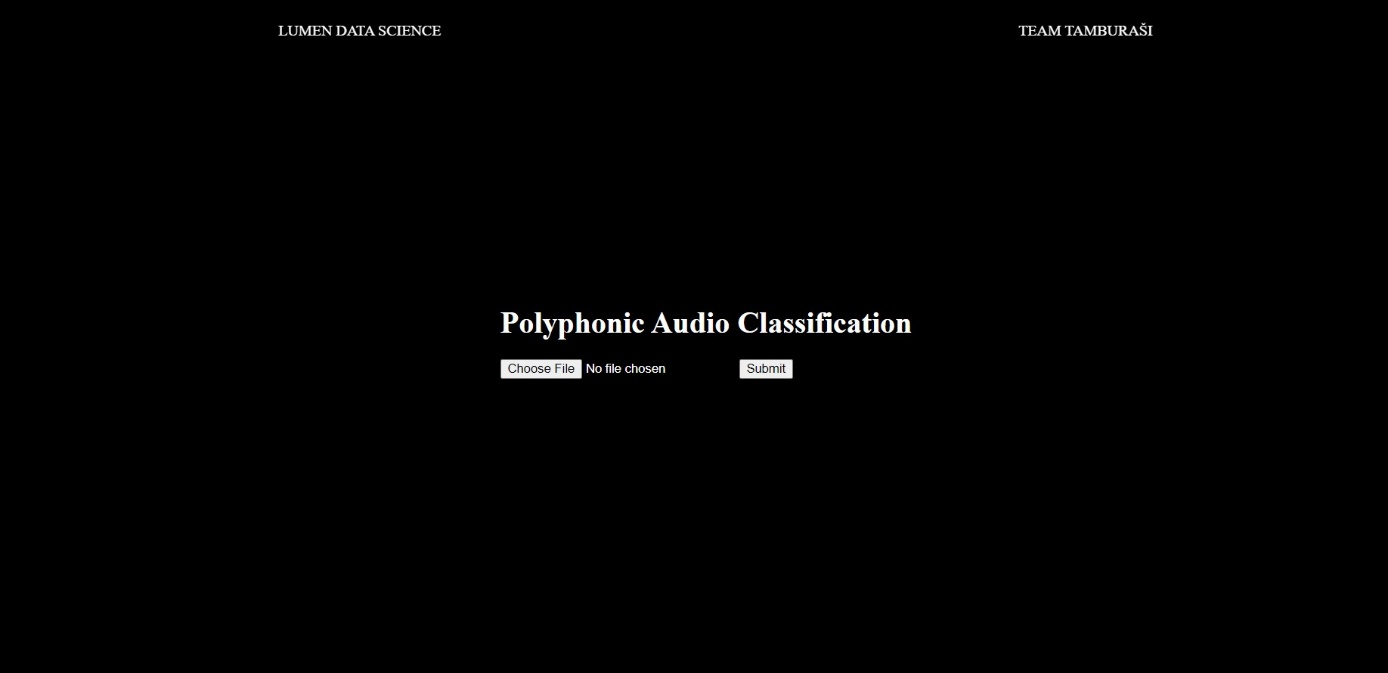 LUMEN DATA SCIENCE TEAM TAMBURAŠI
Polyphonic Audio Classification
Choose File No file chosen Submit